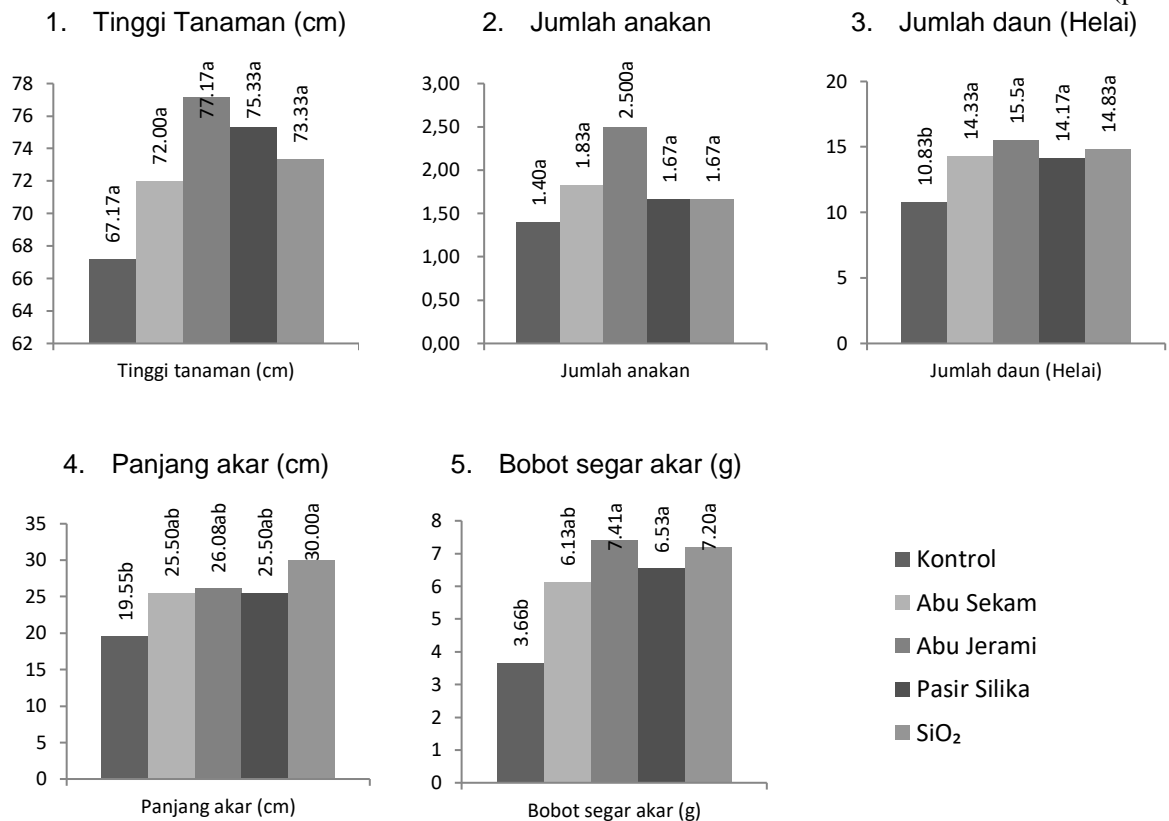 (p
1. Tinggi Tanaman (cm)
78
76
74
72
70
68
66
64
62
67.17a
72.00a
77.17a
75.33a
73.33a
Tinggi tanaman (cm)
2. Jumlah anakan
3,00
2,50
2,00
1,50
1,00
0,50
0,00
1.40a
1.83a
2.500a
1.67a
1.67a
Jumlah anakan
3. Jumlah daun (Helai)
20
15
10
5
0
10.83b
14.33a
15.5a
14.17a
14.83a
Jumlah daun (Helai)
4. Panjang akar (cm)
35
30
25
20
15
10
5
0
19.55b
25.50ab
26.08ab
25.50ab
30.00a
Panjang akar (cm)
5. Bobot segar akar (g)
8
7
6
5
4
3
2
1
0
3.66b
6.13ab
7.41a
6.53a
7.20a
Bobot segar akar (g)
Kontrol
Abu Sekam
Abu Jerami
Pasir Silika
SiO₂